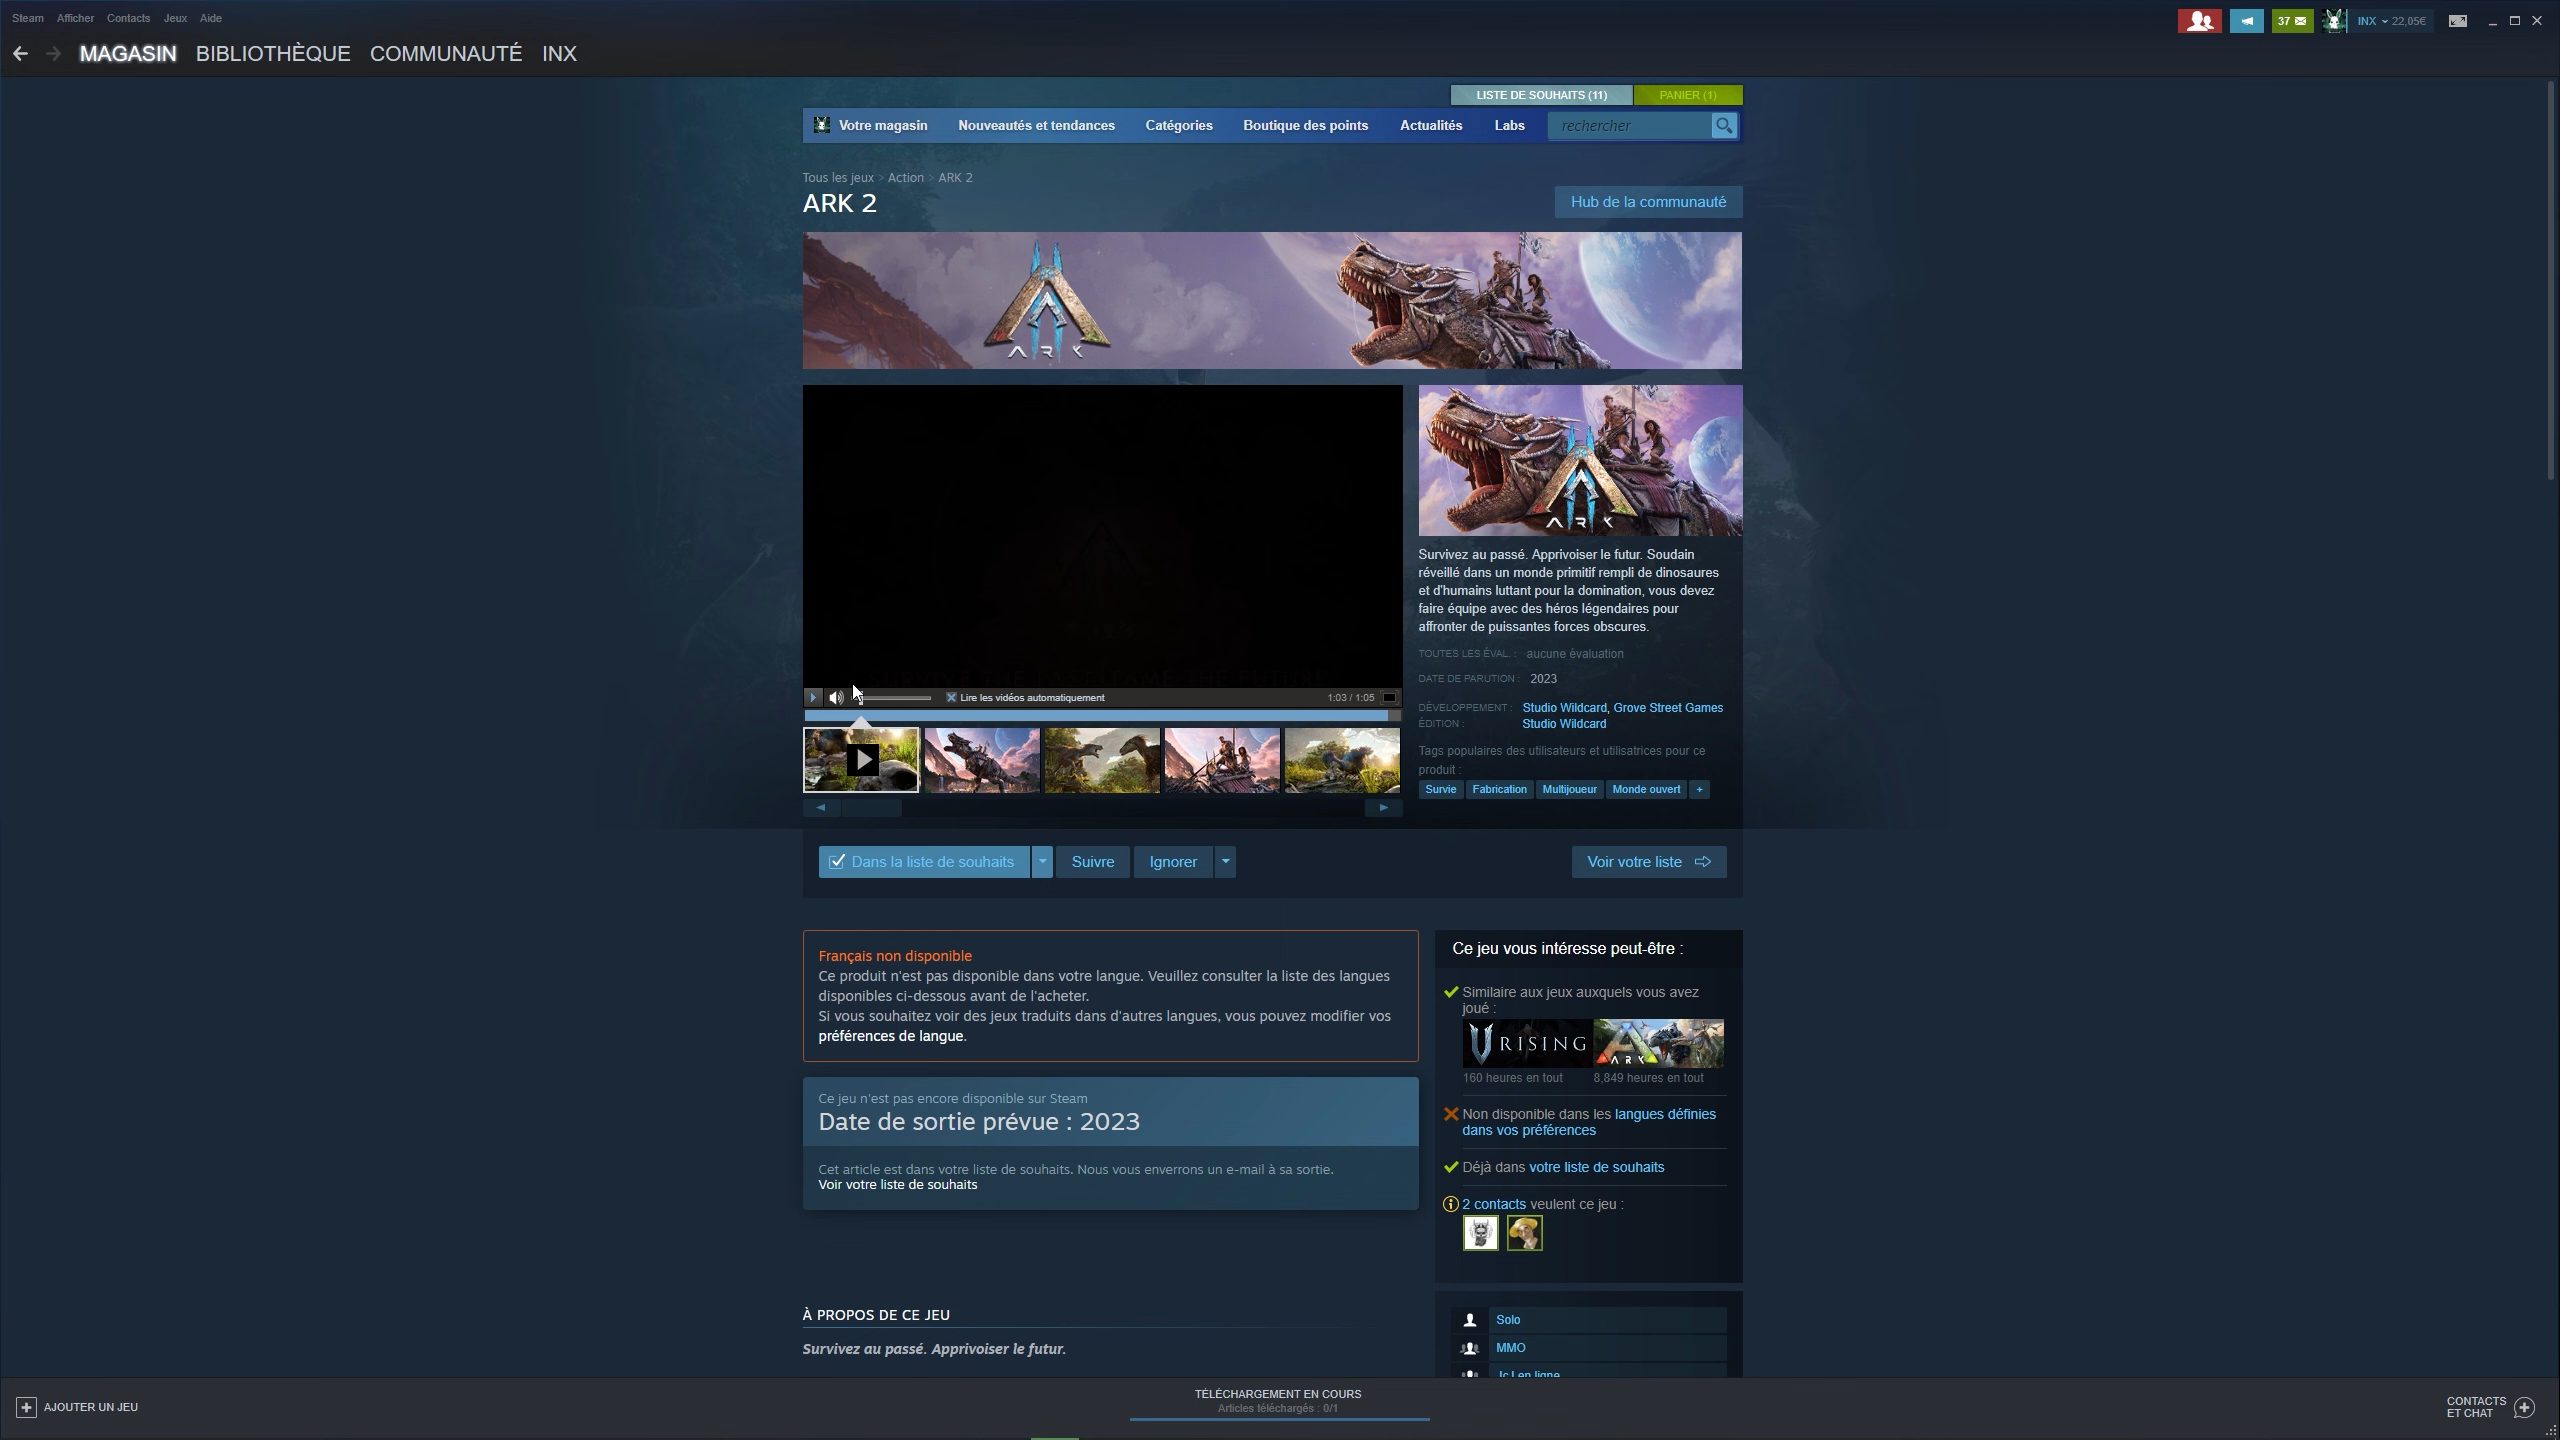 Steam Afficher Contacts Jeux Aide
37 INX 22,05€
MAGASIN BIBLIOTHÈQUE COMMUNAUTÉ INX
LISTE DE SOUHAITS (11) PANIER (1)
Votre magasin Nouveautés et tendances Catégories Boutique des points Actualités Labs rechercher
Tous les jeux > Action > ARK 2
ARK 2
Hub de la communauté
ARK
ARK
Survivez au passé. Apprivoiser le futur. Soudain
réveillé dans un monde primitif rempli de dinosaures
et d'humains luttant pour la domination, vous devez
faire équipe avec des héros légendaires pour
affronter de puissantes forces obscures.
TOUTES LES ÉVAL. : aucune évaluation
DATE DE PARUTION : 2023
DÉVELOPPEMENT : Studio Wildcard, Grove Street Games
ÉDITION : Studio Wildcard
Tags populaires des utilisateurs et utilisatrices pour ce
produit :
Survie Fabrication Multijoueur Monde ouvert +
SURVIVE THE PAST. TAME THE FUTURE
Lire les vidéos automatiquement 1:03 / 1:05
Dans la liste de souhaits Suivre Ignorer Voir votre liste
Français non disponible
Ce produit n'est pas disponible dans votre langue. Veuillez consulter la liste des langues
disponibles ci-dessous avant de l'acheter.
Si vous souhaitez voir des jeux traduits dans d'autres langues, vous pouvez modifier vos
préférences de langue.
Ce jeu n'est pas encore disponible sur Steam
Date de sortie prévue : 2023
Cet article est dans votre liste de souhaits. Nous vous enverrons un e-mail à sa sortie.
Voir votre liste de souhaits
Ce jeu vous intéresse peut-être :
Similaire aux jeux auxquels vous avez
joué :
V RISING ARK
160 heures en tout 8,849 heures en tout
Non disponible dans les langues définies
dans vos préférences
Déjà dans votre liste de souhaits
2 contacts veulent ce jeu :
À PROPOS DE CE JEU
Survivez au passé. Apprivoiser le futur.
Solo
MMO
JcJ en ligne
AJOUTER UN JEU
TÉLÉCHARGEMENT EN COURS
Articles téléchargés : 0/1
CONTACTS
ET CHAT